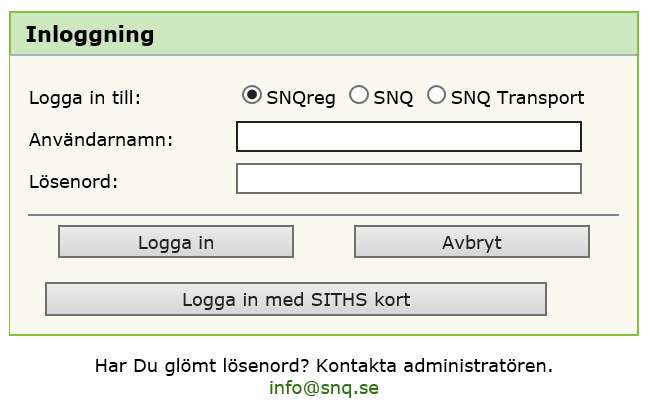 Inloggning
Logga in till: SNQreg SNQ SNQ Transport
Användarnamn:
Lösenord:
Logga in Avbryt
Logga in med SITHS kort
Har Du glömt lösenord? Kontakta administratören.
info@snq.se